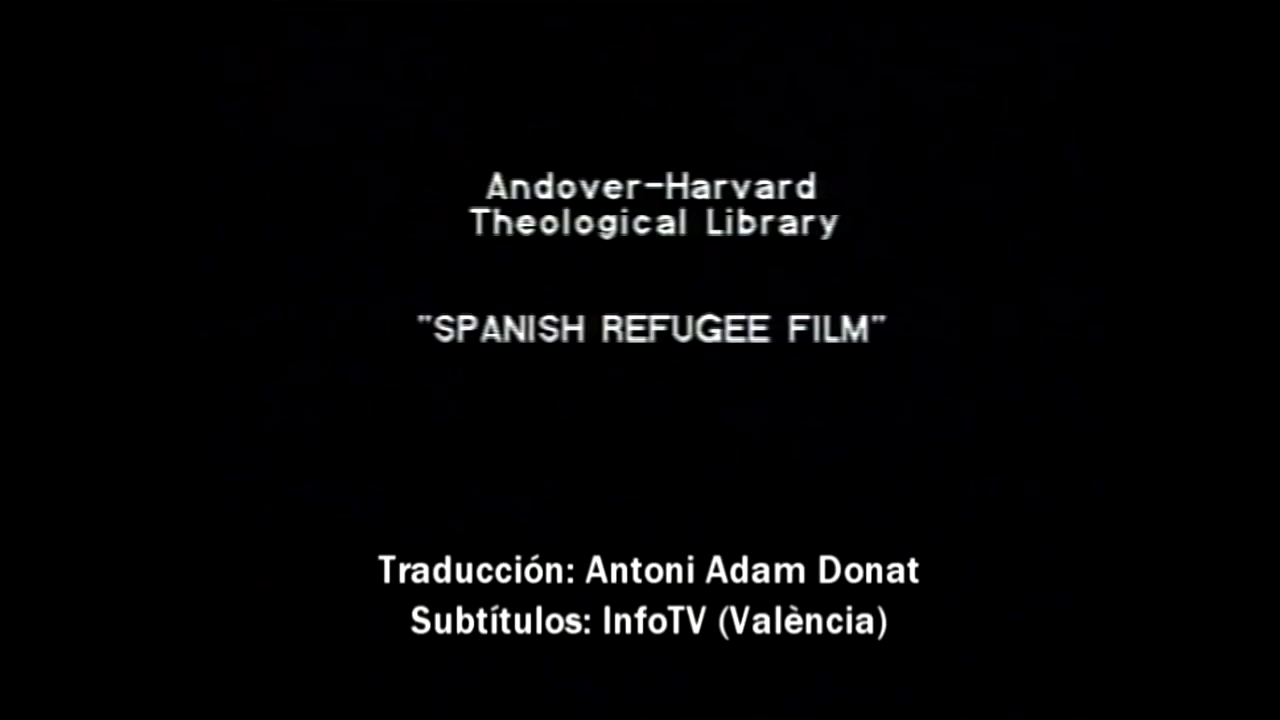 Andover-Harvard
Theological Library
"SPANISH REFUGEE FILM"
Traducción: Antoni Adam Donat
Subtítulos: InfoTV (València)